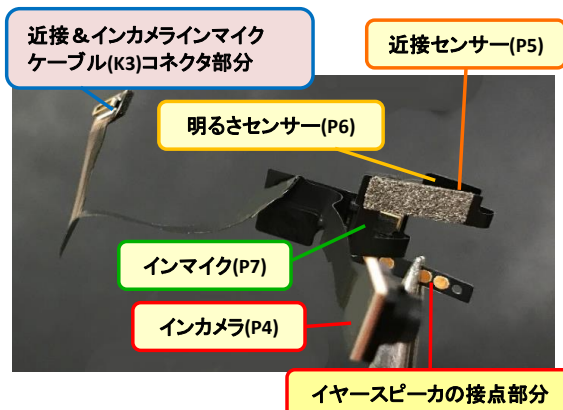 近接＆インカメラインマイク
ケーブル(K3)コネクタ部分
近接センサー(P5)
明るさセンサー(P6)
インマイク(P7)
インカメラ(P4)
イヤースピーカの接点部分